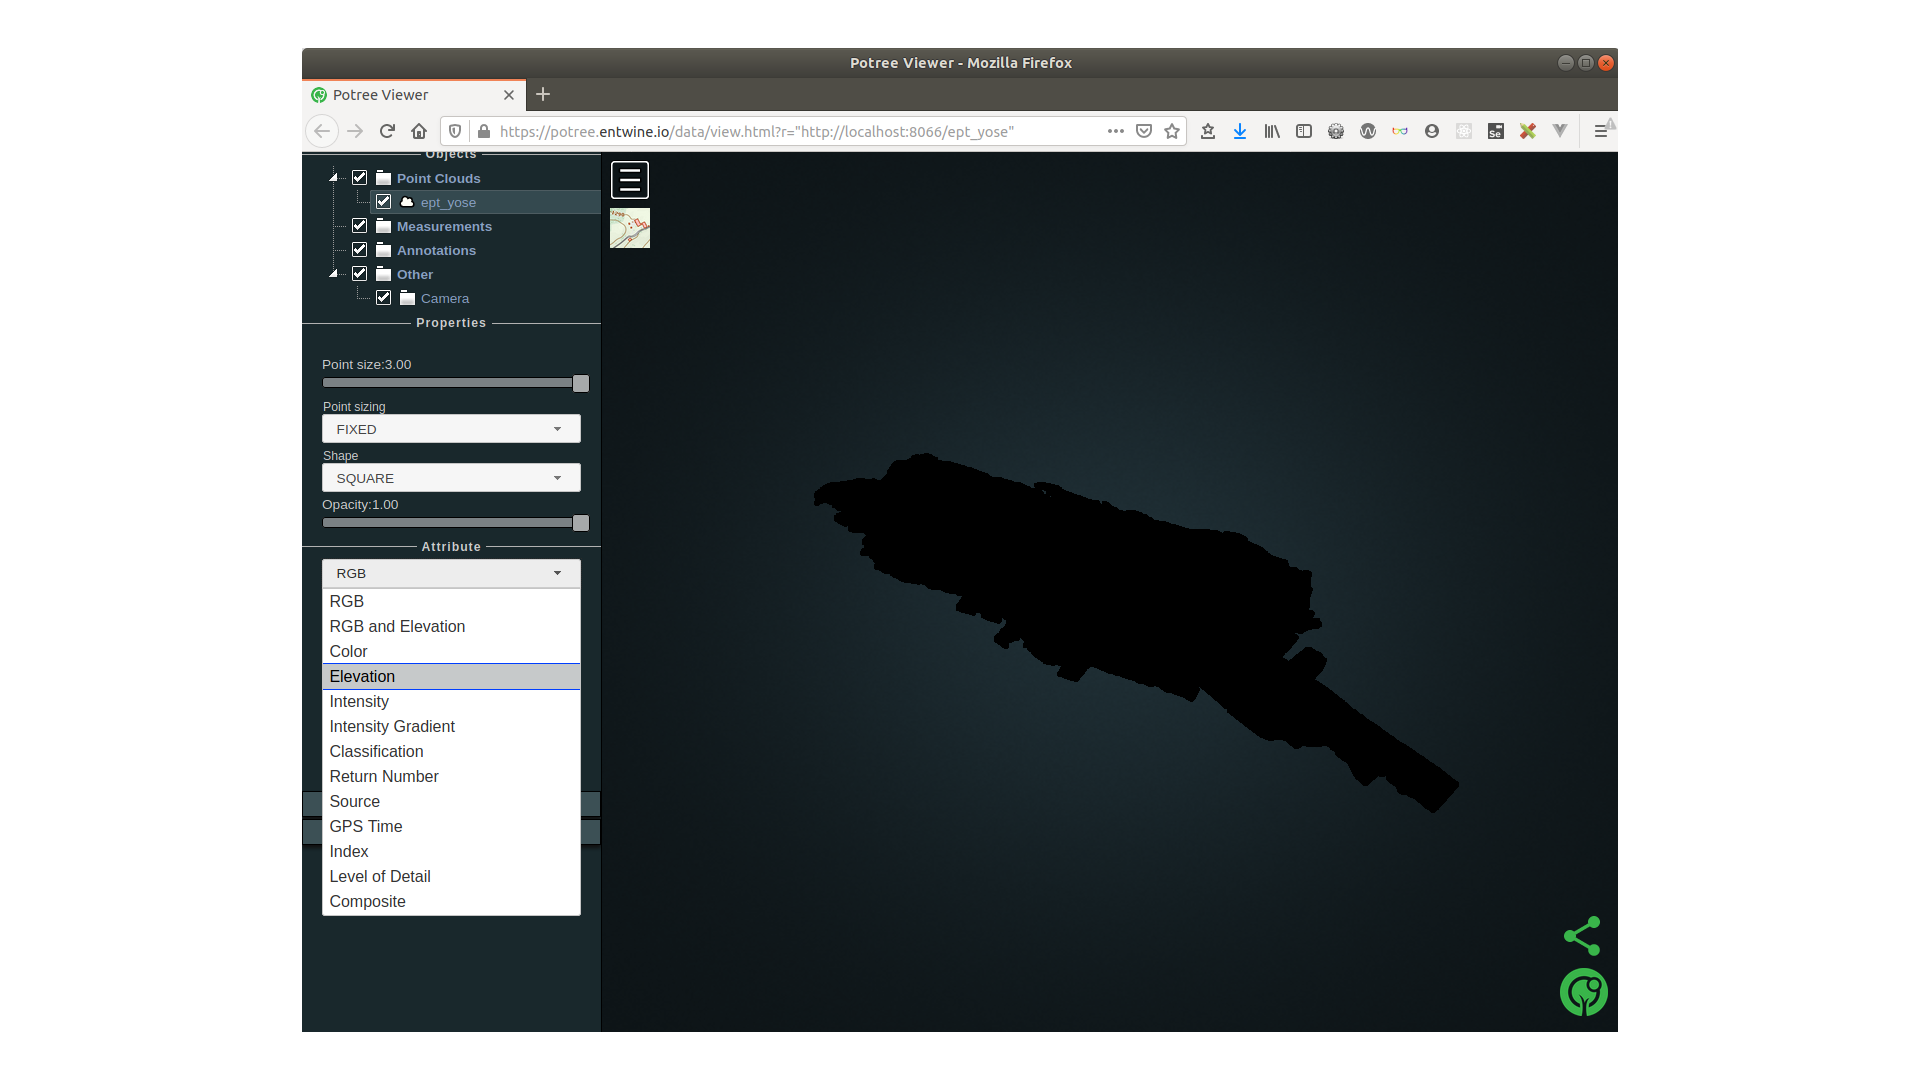 Potree Viewer - Mozilla Firefox
Potree Viewer
https://potree.entwine.io/data/view.html?r="http://localhost:8066/ept_yose"
Se
Objects
Point Clouds
ept_yose
Measurements
Annotations
Other
Camera
Properties
Point size:3.00
Point sizing
FIXED
Shape
SQUARE
Opacity:1.00
Attribute
RGB
RGB
RGB and Elevation
Color
Elevation
Intensity
Intensity Gradient
Classification
Return Number
Source
GPS Time
Index
Level of Detail
Composite